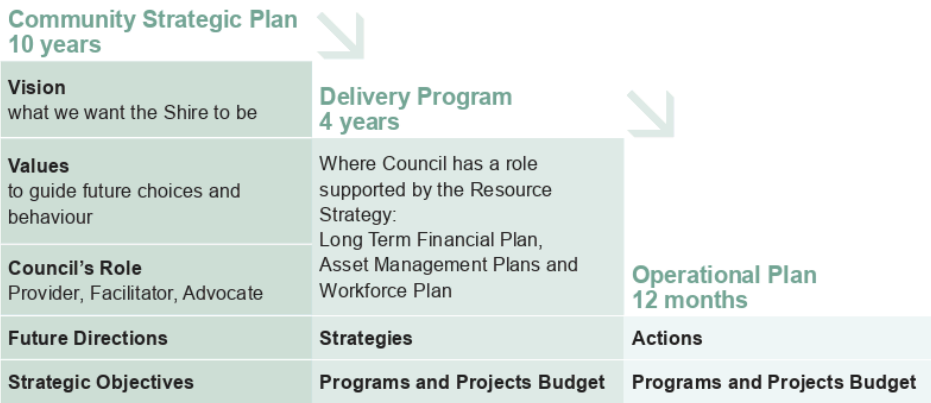 Community Strategic Plan
10 years
Vision
what we want the Shire to be
Values
to guide future choices and
behaviour
Council’s Role
Provider, Facilitator, Advocate
Future Directions
Strategic Objectives
Delivery Program
4 years
Where Council has a role
supported by the Resource
Strategy:
Long Term Financial Plan,
Asset Management Plans and
Workforce Plan
Strategies
Programs and Projects Budget
Operational Plan
12 months
Actions
Programs and Projects Budget